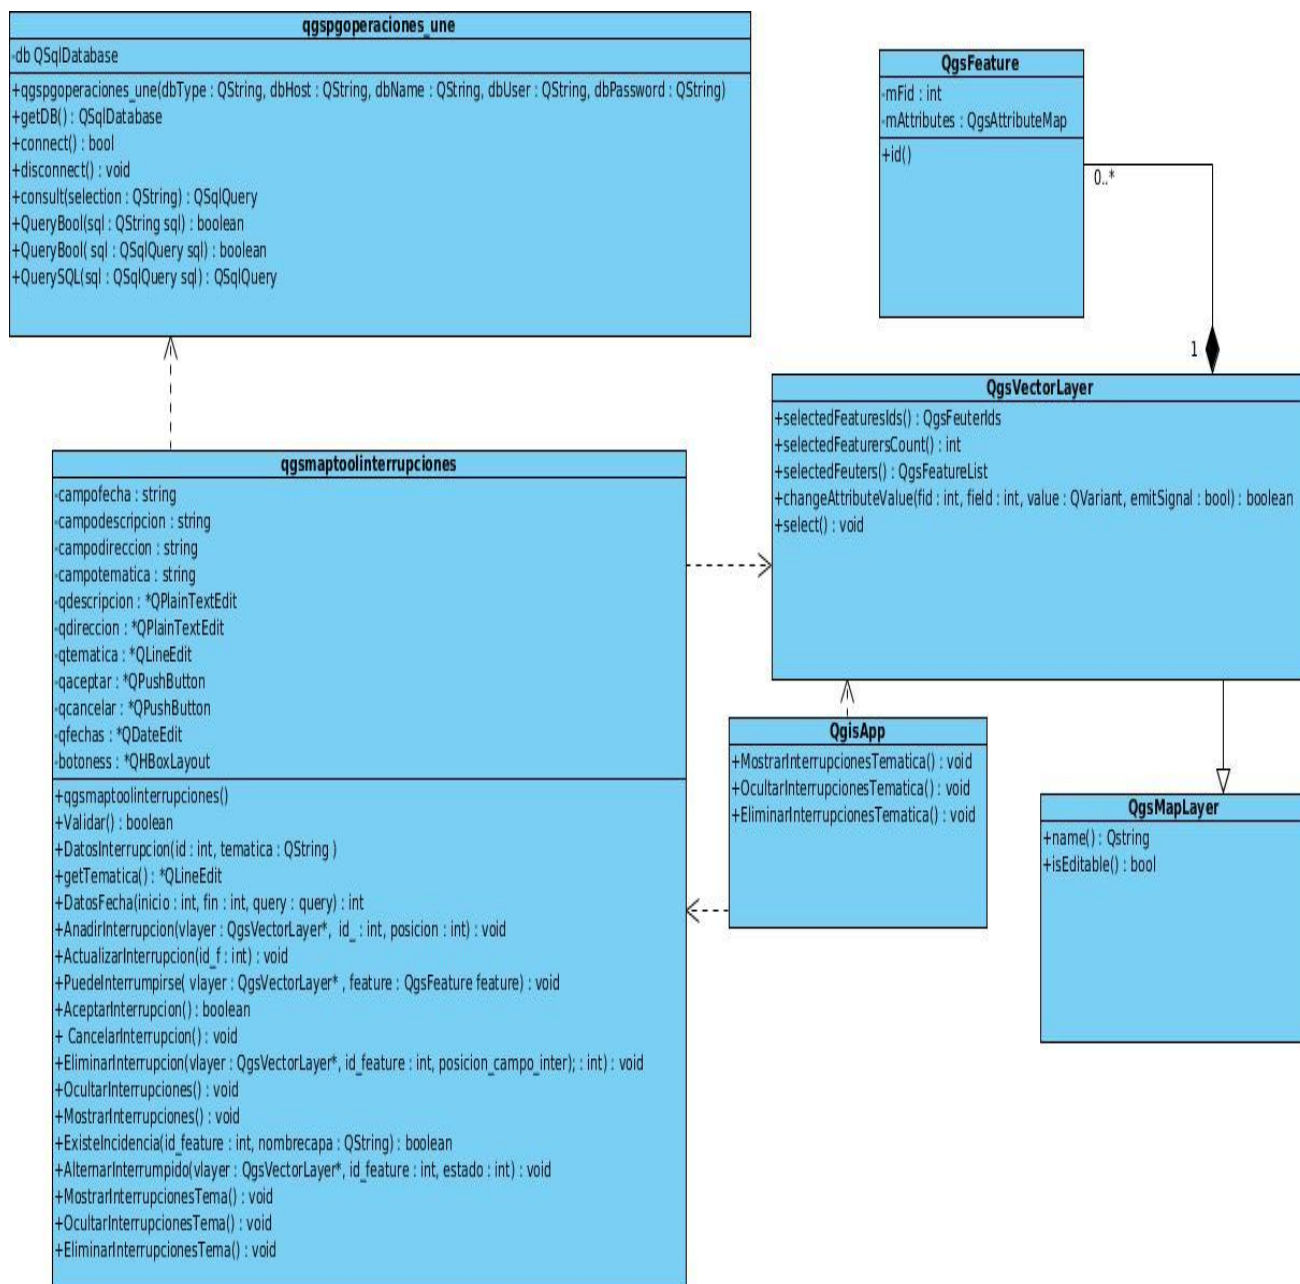 qgspgoperaciones_une
-db QSqlDatabase
+qgspgoperaciones_une(dbType : QString, dbHost : QString, dbName : QString, dbUser : QString, dbPassword : QString)
+getDB() : QSqlDatabase
+connect() : bool
+disconnect() : void
+consult(selection : QString) : QSqlQuery
+QueryBool(sql : QString sql) : boolean
+QueryBool( sql : QSqlQuery sql) : boolean
+QuerySQL(sql : QSqlQuery sql) : QSqlQuery
QgsFeature
-mFid : int
-mAttributes : QgsAttributeMap
+id()
0..*
1
QgsVectorLayer
+selectedFeaturesIds() : QgsFeuterIds
+selectedFeaturersCount() : int
+selectedFeuters() : QgsFeatureList
+changeAttributeValue(fid : int, field : int, value : QVariant, emitSignal : bool) : boolean
+select() : void
qgsmaptoolinterrupciones
-campofecha : string
-campodescripcion : string
-campodireccion : string
-campotematica : string
-qdescripcion : *QPlainTextEdit
-qdireccion : *QPlainTextEdit
-qtematica : *QLineEdit
-qaceptar : *QPushButton
-qcancelar : *QPushButton
-qfechas : *QDateEdit
-botoness : *QHBoxLayout
+qgsmaptoolinterrupciones()
+Validar() : boolean
+DatosInterrupcion(id : int, tematica : QString )
+getTematica() : *QLineEdit
+DatosFecha(inicio : int, fin : int, query : query) : int
+AnadirInterrupcion(vlayer : QgsVectorLayer*, id_ : int, posicion : int) : void
+ActualizarInterrupcion(id_f : int) : void
+PuedeInterrumpirse( vlayer : QgsVectorLayer* , feature : QgsFeature feature) : void
+AceptarInterrupcion() : boolean
+ CancelarInterrupcion() : void
+EliminarInterrupcion(vlayer : QgsVectorLayer*, id_feature : int, posicion_campo_inter); : int) : void
+OcultarInterrupciones() : void
+MostrarInterrupciones() : void
+ExisteIncidencia(id_feature : int, nombrecapa : QString) : boolean
+AlternarInterrumpido(vlayer : QgsVectorLayer*, id_feature : int, estado : int) : void
+MostrarInterrupcionesTema() : void
+OcultarInterrupcionesTema() : void
+EliminarInterrupcionesTema() : void
QgisApp
+MostrarInterrupcionesTematica() : void
+OcultarInterrupcionesTematica() : void
+EliminarInterrupcionesTematica() : void
QgsMapLayer
+name() : Qstring
+isEditable() : bool